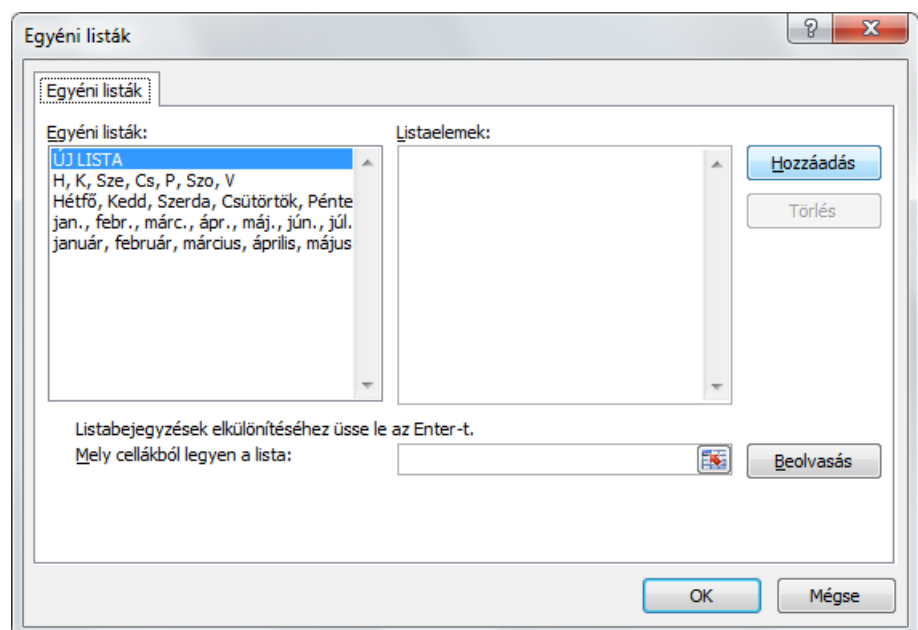 Egyéni listák
Egyéni listák
Egyéni listák:
Listaelemek:
ÚJ LISTA
H, K, Sze, Cs, P, Szo, V
Hétfő, Kedd, Szerda, Csütörtök, Pénte
jan., febr., márc., ápr., máj., jún., júl.
január, február, március, április, május
Hozzáadás
Törlés
Listabejegyzések elkülönítéséhez üsse le az Enter-t.
Mely cellákból legyen a lista:
Beolvasás
OK
Mégse